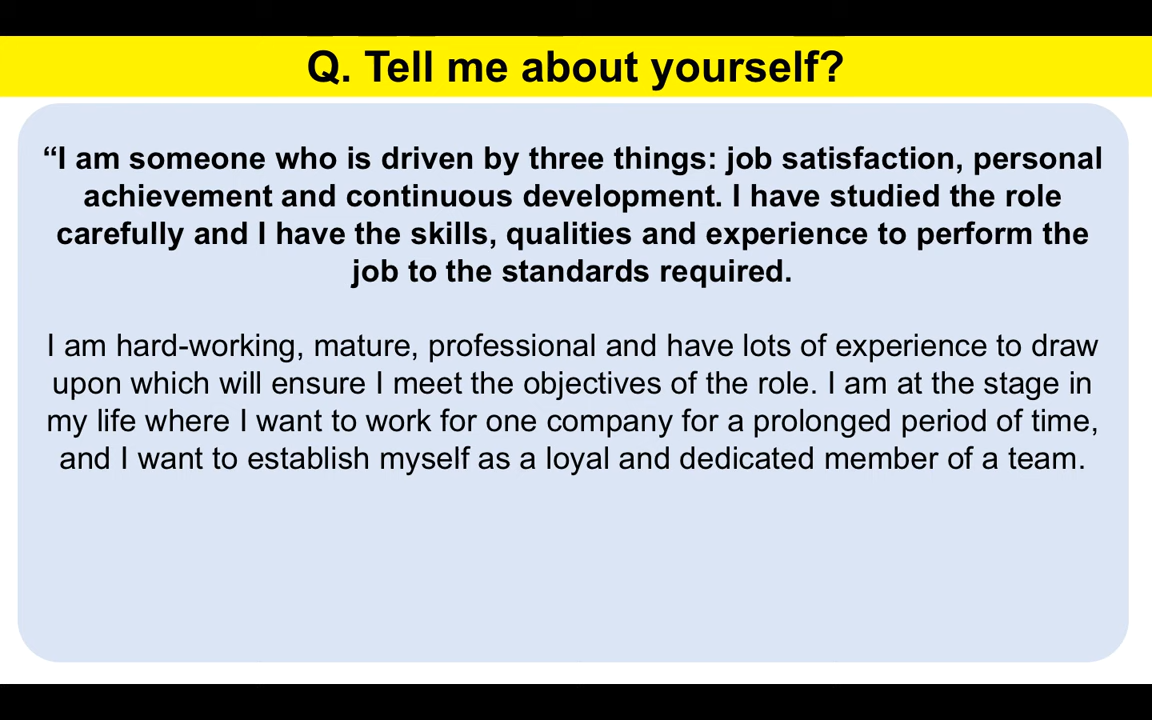 Q. Tell me about yourself?
“I am someone who is driven by three things: job satisfaction, personal
achievement and continuous development. I have studied the role
carefully and I have the skills, qualities and experience to perform the
job to the standards required.
I am hard-working, mature, professional and have lots of experience to draw
upon which will ensure I meet the objectives of the role. I am at the stage in
my life where I want to work for one company for a prolonged period of time,
and I want to establish myself as a loyal and dedicated member of a team.